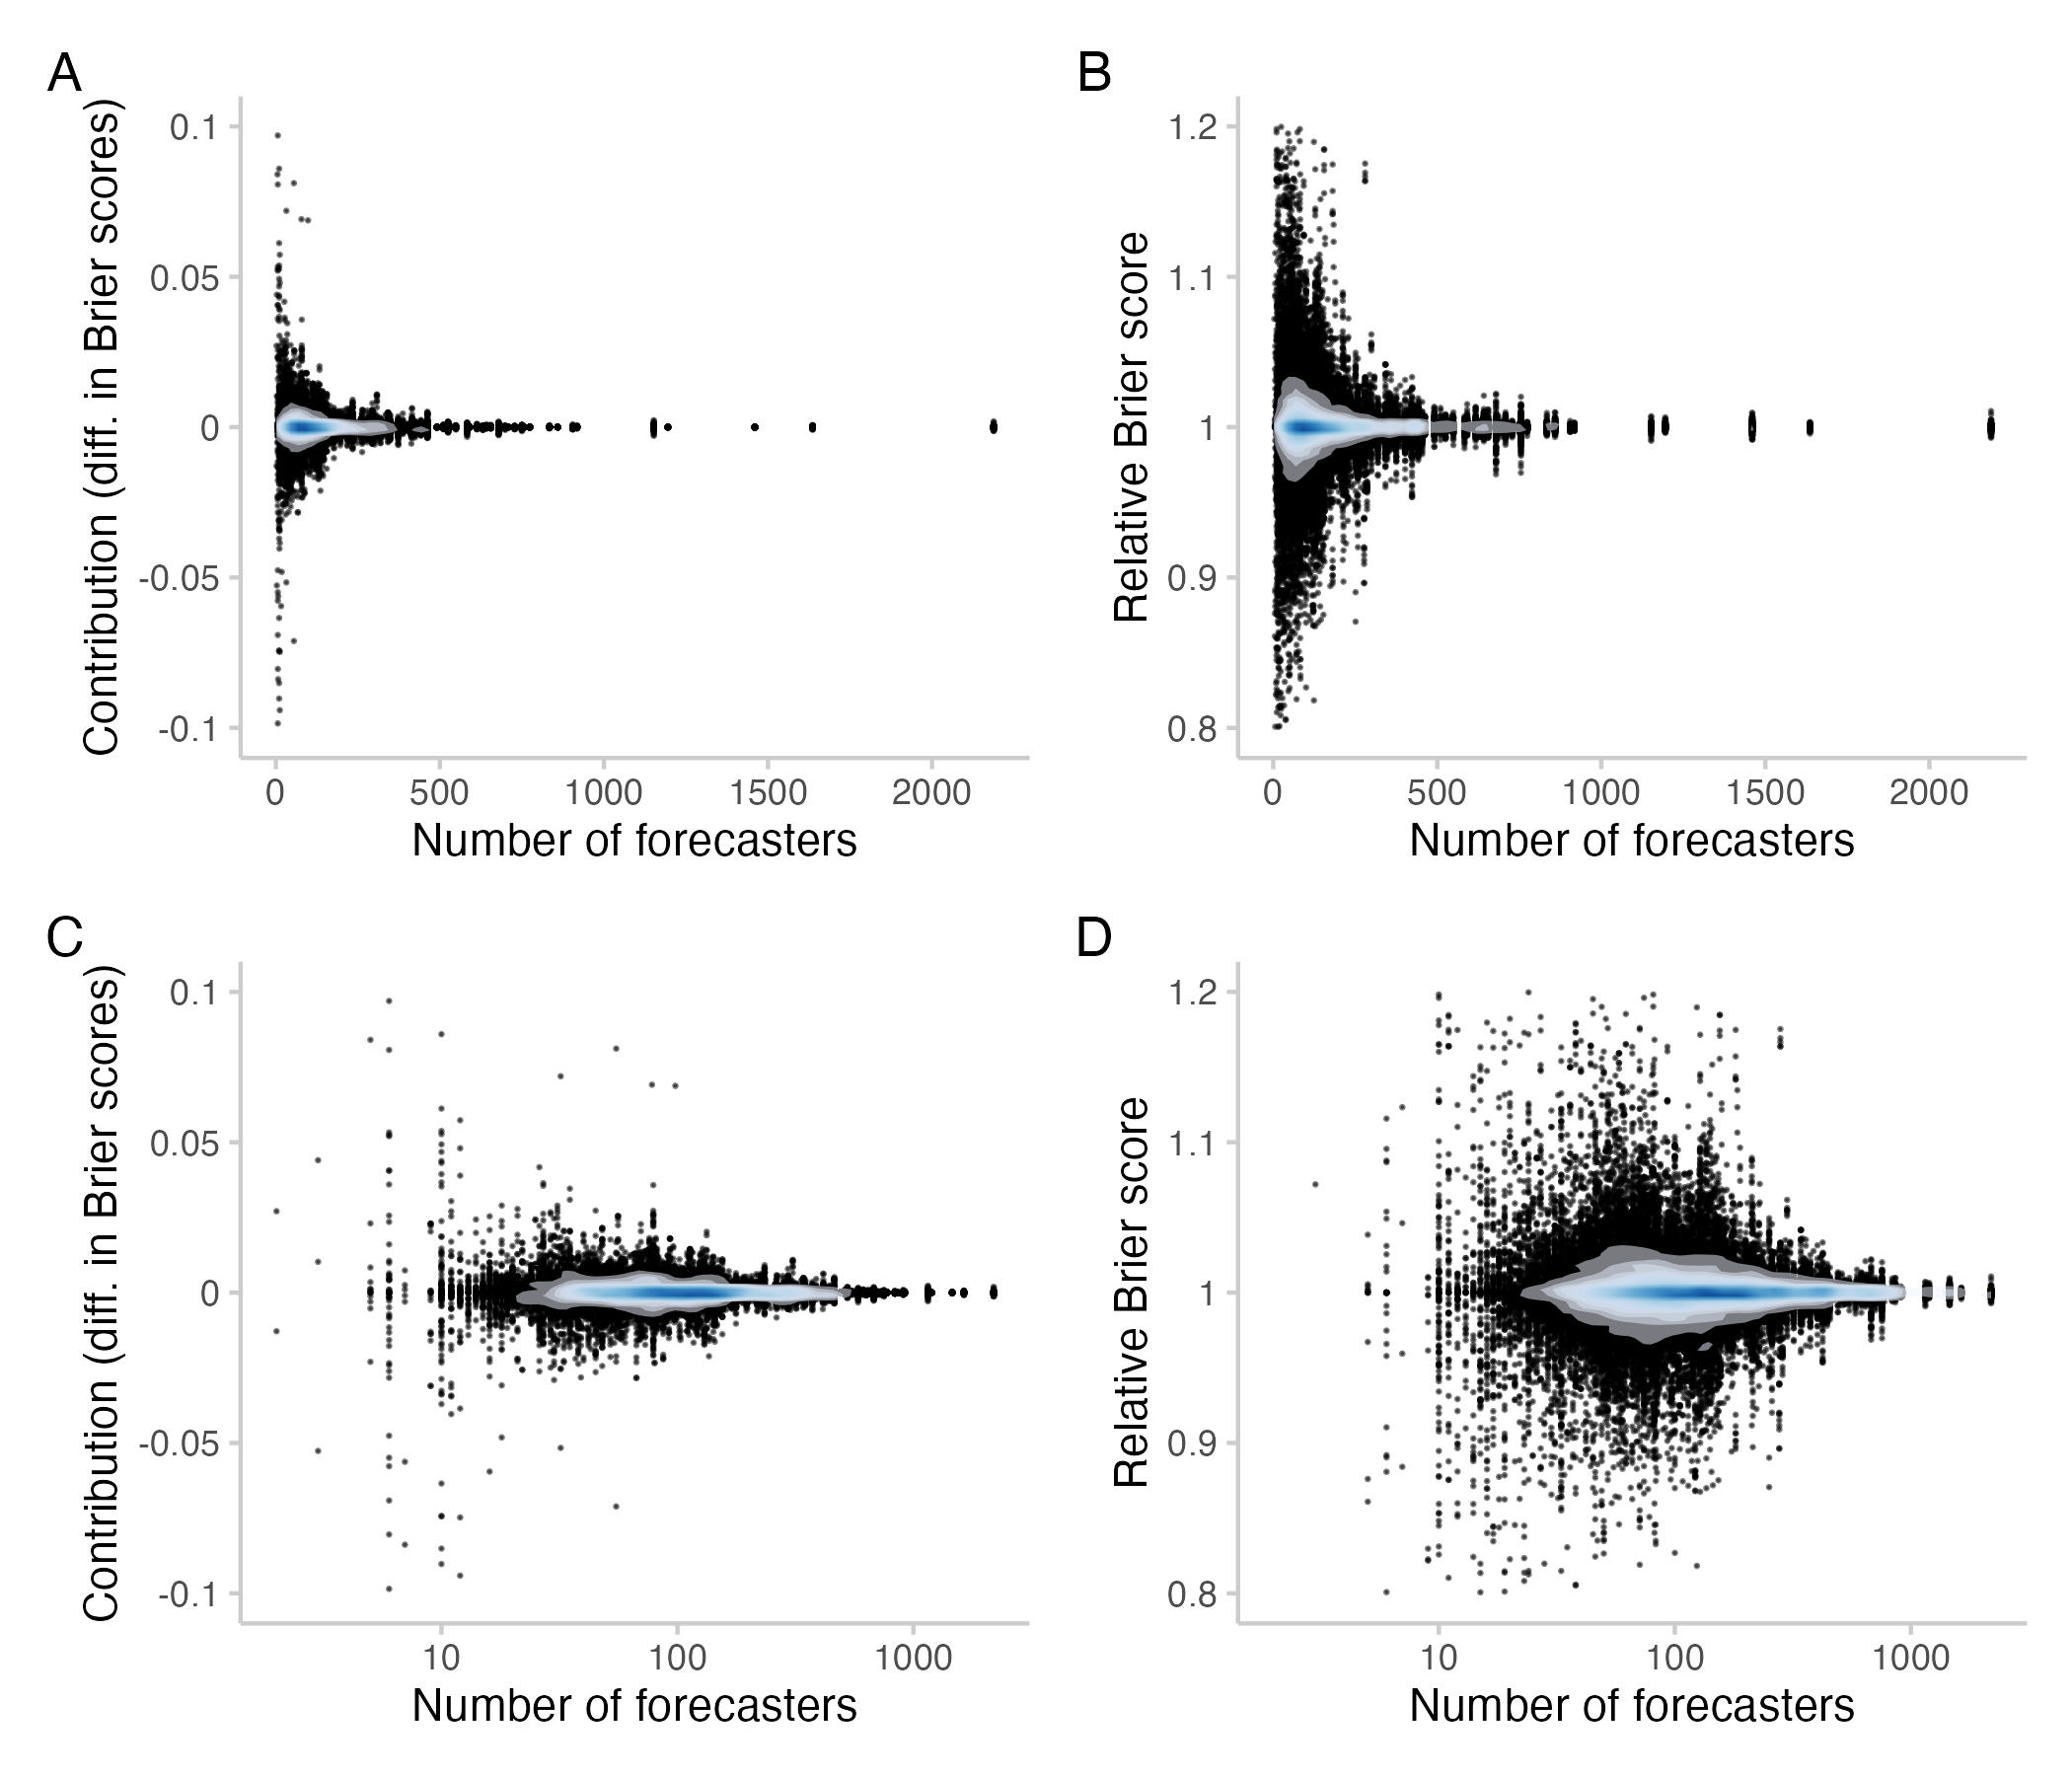 A
Contribution (diff. in Brier scores)
0.1
0.05
0
-0.05
-0.1
0 500 1000 1500 2000
Number of forecasters
B
Relative Brier score
1.2
1.1
1
0.9
0.8
0 500 1000 1500 2000
Number of forecasters
C
Contribution (diff. in Brier scores)
0.1
0.05
0
-0.05
-0.1
10 100 1000
Number of forecasters
D
Relative Brier score
1.2
1.1
1
0.9
0.8
10 100 1000
Number of forecasters